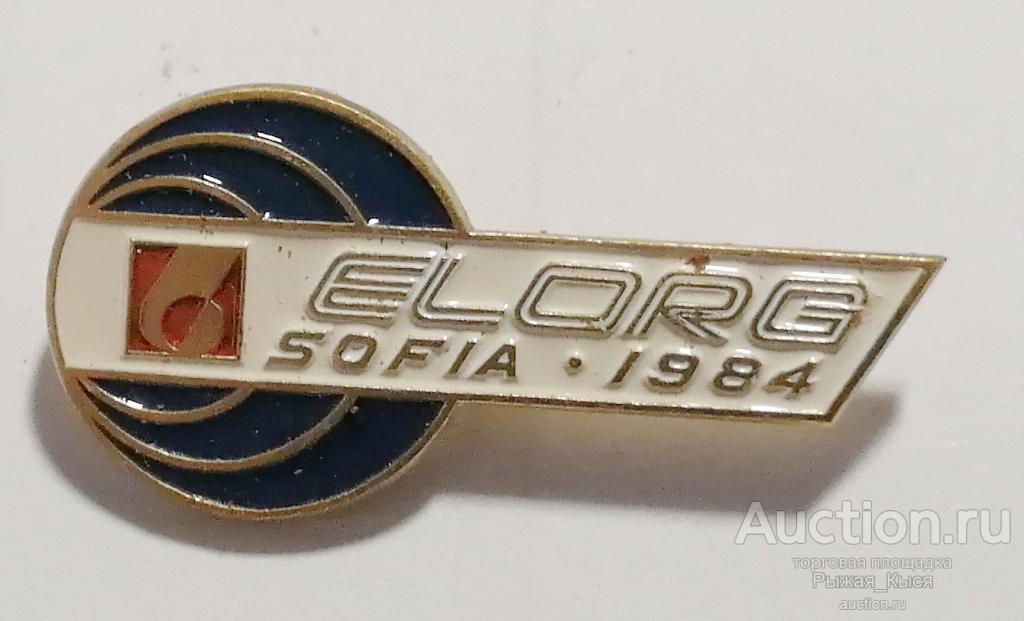 ELORG
SOFIA · 1984
Auction.ru
торговая площадка
Рыжая_Кыся
auction.ru